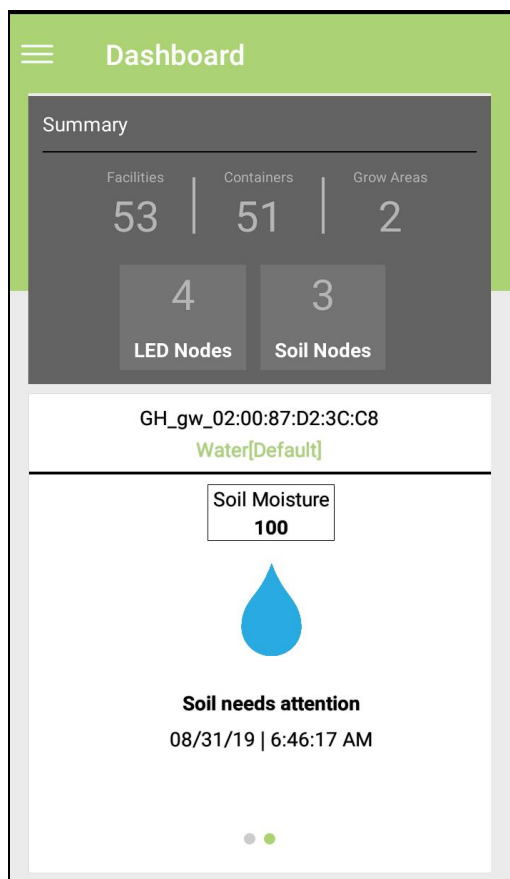 Dashboard
Summary
Facilities Containers Grow Areas
53 51 2
4 3
LED Nodes Soil Nodes
GH_gw_02:00:87:D2:3C:C8
Water[Default]
Soil Moisture
100
Soil needs attention
08/31/19 | 6:46:17 AM